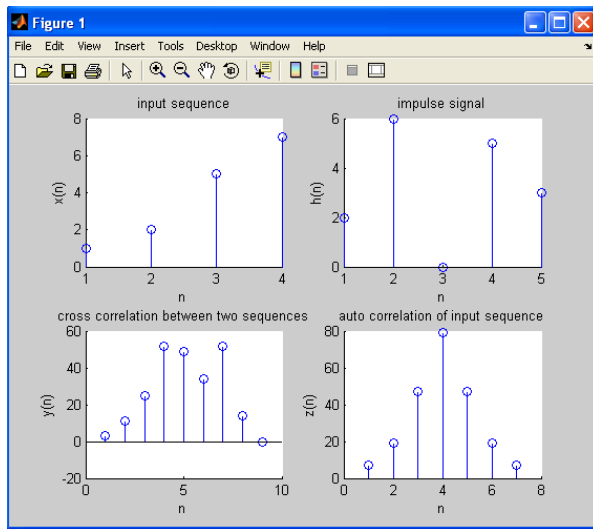 Figure 1
File Edit View Insert Tools Desktop Window Help
input sequence
8
6
4
2
0
x(n)
1 2 3 4
n
impulse signal
6
4
2
0
h(n)
1 2 3 4 5
n
cross correlation between two sequences
60
40
20
0
-20
y(n)
0 5 10
n
auto correlation of input sequence
80
60
40
20
0
z(n)
0 2 4 6 8
n